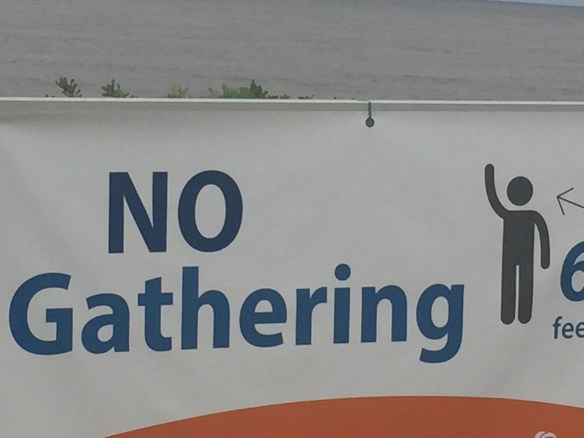 NO
Gathering
6
fee